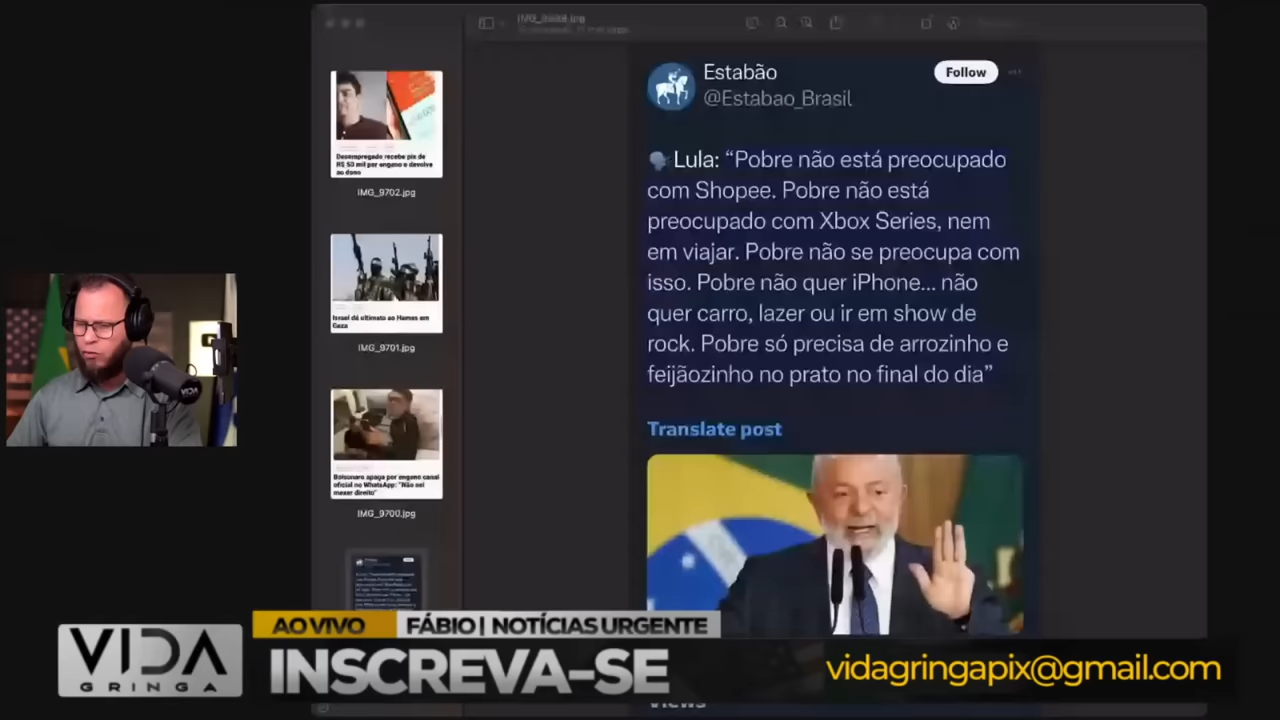 Estabão
Follow
@Estabao_Brasil
Lula: “Pobre não está preocupado
com Shopee. Pobre não está
preocupado com Xbox Series, nem
em viajar. Pobre não se preocupa com
isso. Pobre não quer iPhone... não
quer carro, lazer ou ir em show de
rock. Pobre só precisa de arrozinho e
feijãozinho no prato no final do dia”
Translate post
Desempregado recebe pix de
R$ 53 mil por engano e devolve
ao dono
IMG_9702.jpg
Israel dá ultimato ao Hamas em
Gaza
IMG_9701.jpg
Bolsonaro apaga por engano canal
oficial no WhatsApp: "Não sei
mexer direito"
IMG_9700.jpg
VIDA
GRINGA
AO VIVO
FÁBIO | NOTÍCIAS URGENTE
INSCREVA-SE
vidagringapix@gmail.com